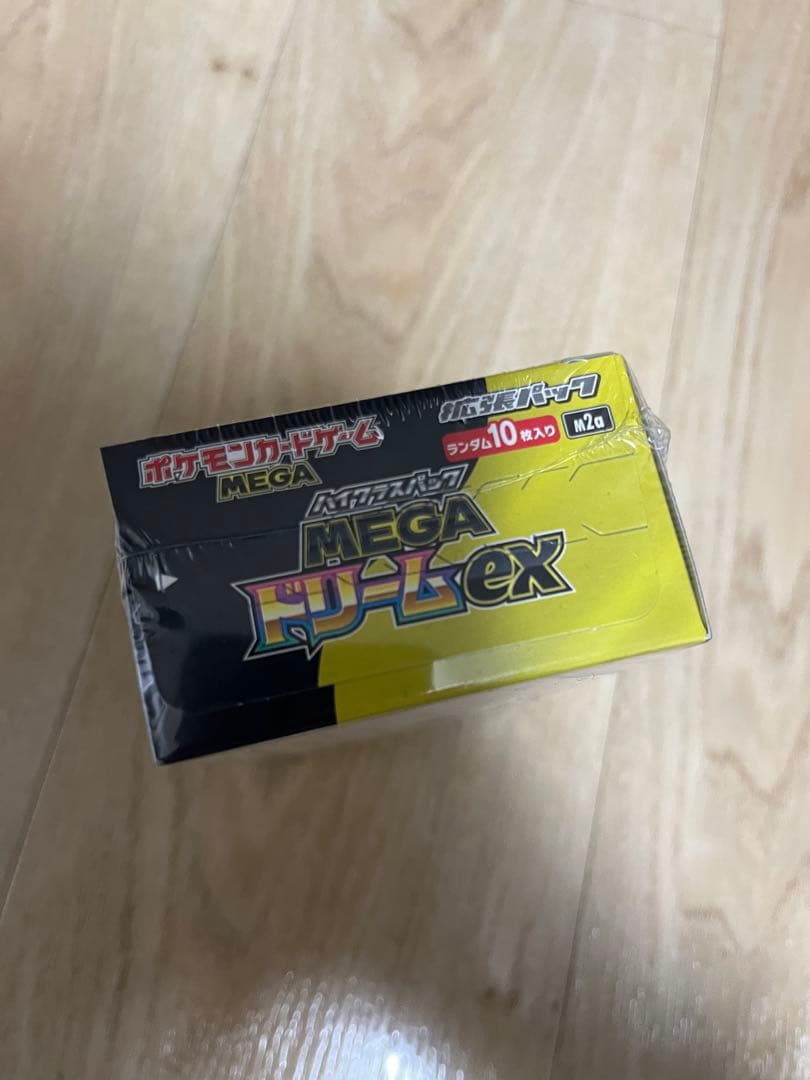 ポケモンカードゲーム
MEGA
拡張パック
ランダム10枚入り
M2a
ハイクラスパック
MEGA
ドリームex